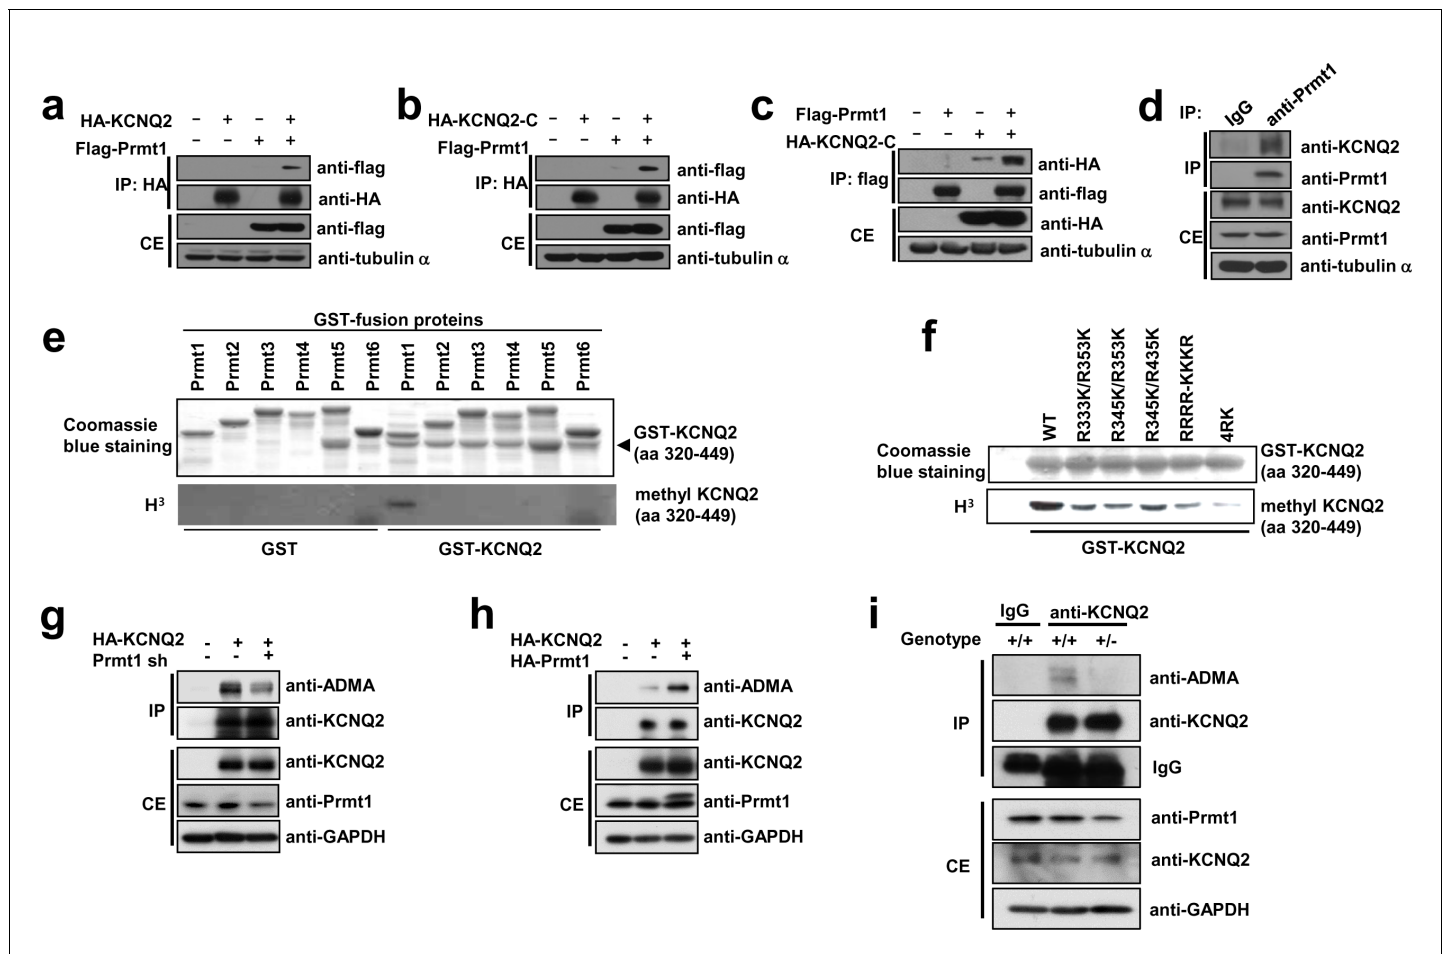 a
HA-KCNQ2 – + – +
Flag-Prmt1 – – + +
IP: HA
anti-flag
anti-HA
CE
anti-flag
anti-tubulin α
b
HA-KCNQ2-C – + – +
Flag-Prmt1 – – + +
IP: HA
anti-flag
anti-HA
CE
anti-flag
anti-tubulin α
c
Flag-Prmt1 – + – +
HA-KCNQ2-C – – + +
IP: flag
anti-HA
anti-flag
CE
anti-HA
anti-tubulin α
d
IP: IgG anti-Prmt1
IP
anti-KCNQ2
anti-Prmt1
CE
anti-KCNQ2
anti-Prmt1
anti-tubulin α
e
GST-fusion proteins
Prmt1 Prmt2 Prmt3 Prmt4 Prmt5 Prmt6 Prmt1 Prmt2 Prmt3 Prmt4 Prmt5 Prmt6
Coomassie
blue staining
GST-KCNQ2
(aa 320-449)
H3
methyl KCNQ2
(aa 320-449)
GST GST-KCNQ2
f
WT R333K/R353K R345K/R353K R345K/R435K RRRR-KKKR 4RK
Coomassie
blue staining
GST-KCNQ2
(aa 320-449)
H3
methyl KCNQ2
(aa 320-449)
GST-KCNQ2
g
HA-KCNQ2 - + +
Prmt1 sh - - +
IP
anti-ADMA
anti-KCNQ2
CE
anti-KCNQ2
anti-Prmt1
anti-GAPDH
h
HA-KCNQ2 - + +
HA-Prmt1 - - +
IP
anti-ADMA
anti-KCNQ2
CE
anti-KCNQ2
anti-Prmt1
anti-GAPDH
i
IgG anti-KCNQ2
Genotype +/+ +/+ +/-
IP
anti-ADMA
anti-KCNQ2
IgG
CE
anti-Prmt1
anti-KCNQ2
anti-GAPDH